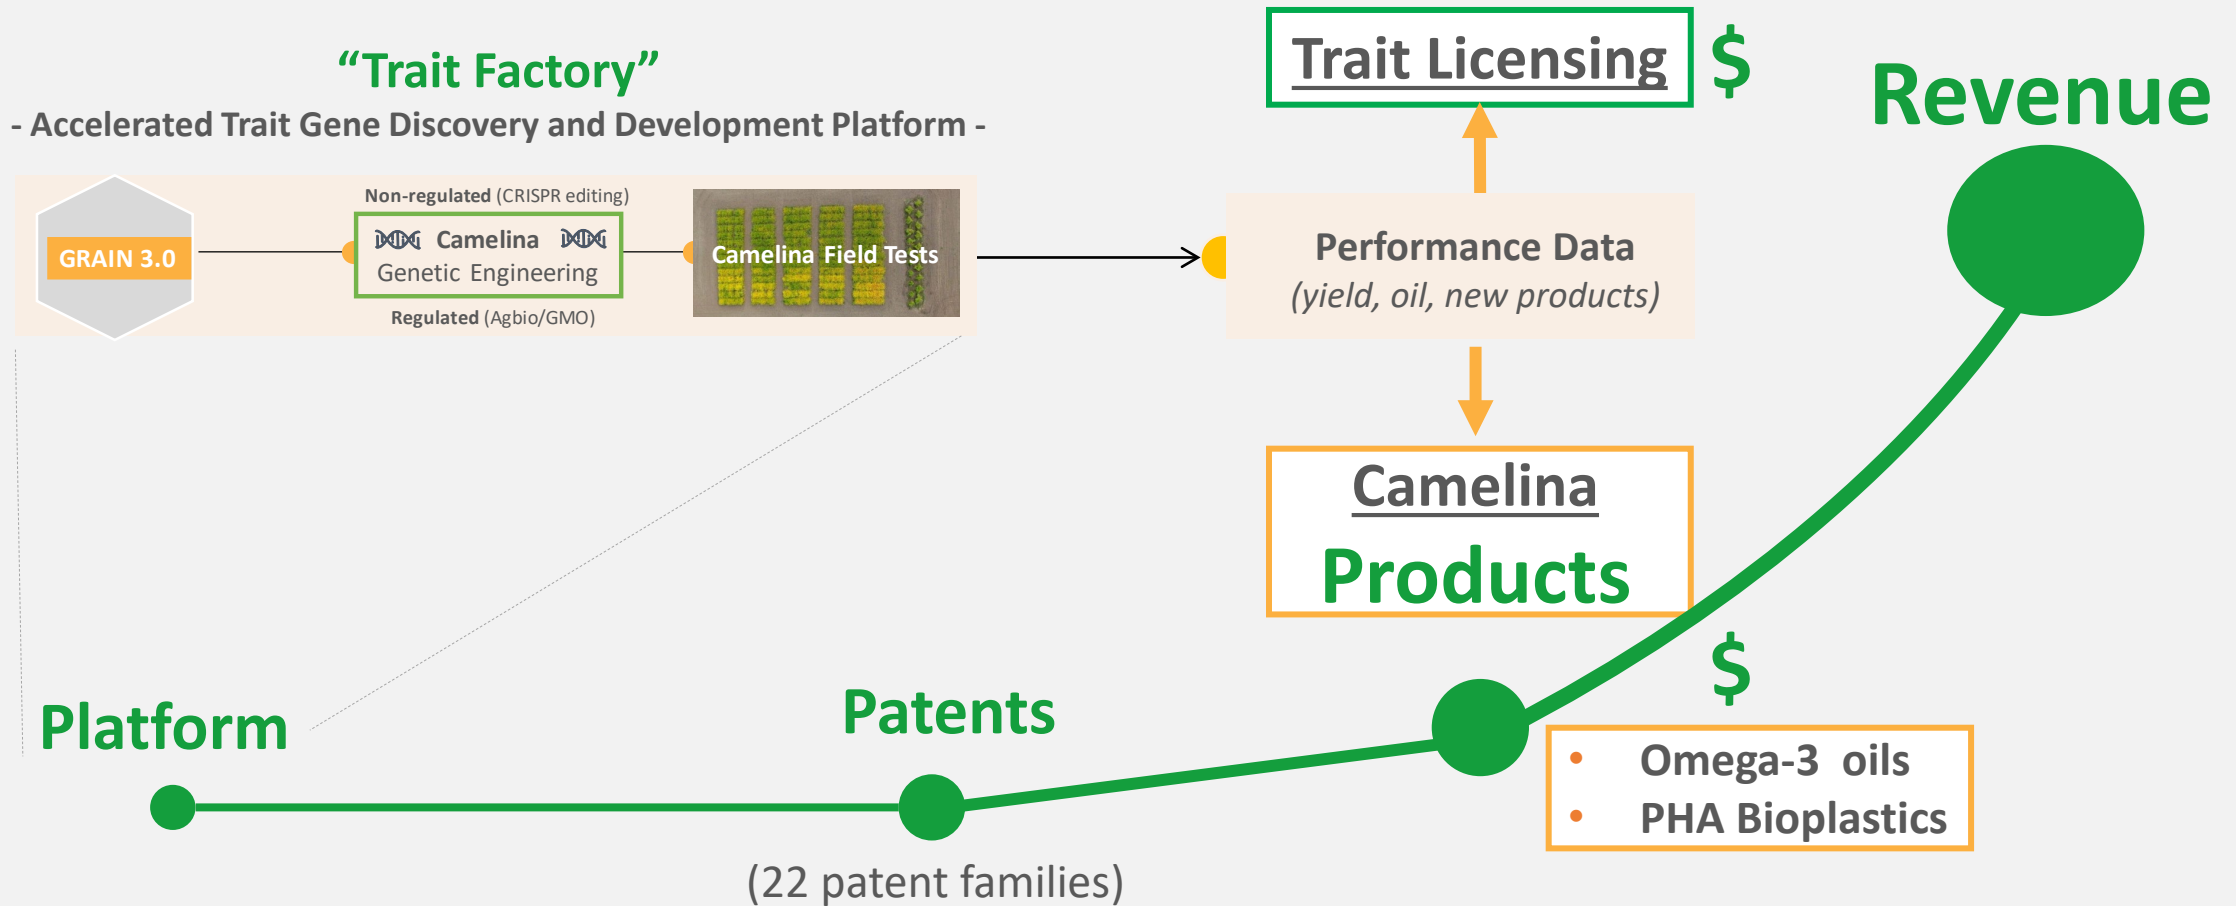 “Trait Factory”
- Accelerated Trait Gene Discovery and Development Platform -
GRAIN 3.0
Non-regulated (CRISPR editing)
Camelina
Genetic Engineering
Regulated (Agbio/GMO)
Camelina Field Tests
Performance Data
(yield, oil, new products)
Trait Licensing
$
Revenue
Camelina
Products
$
• Omega-3 oils
• PHA Bioplastics
Platform
Patents
(22 patent families)